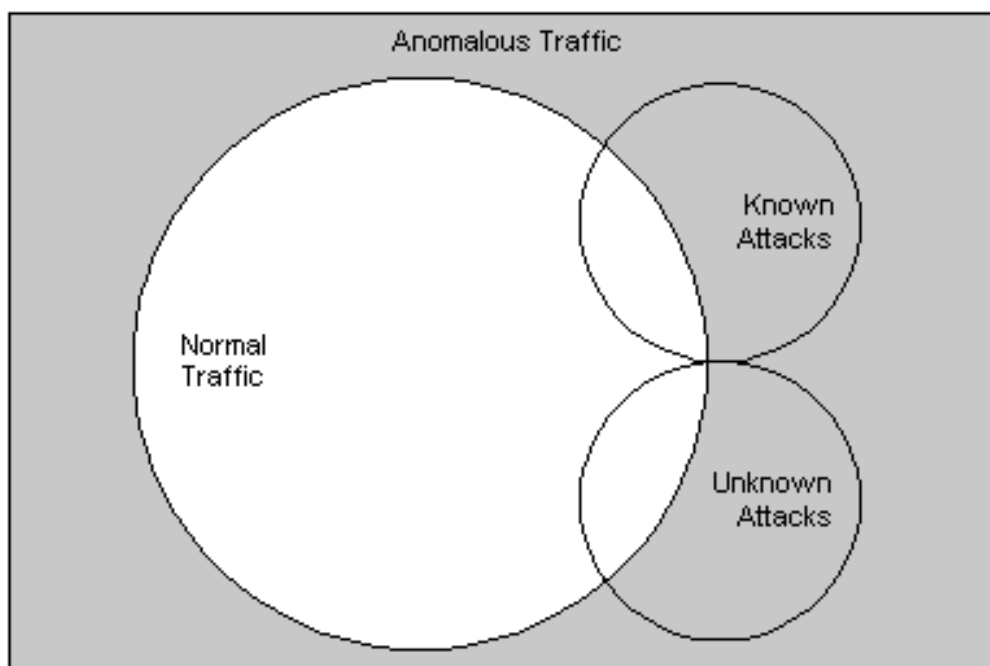 Anomalous Traffic
Known
Attacks
Normal
Traffic
Unknown
Attacks